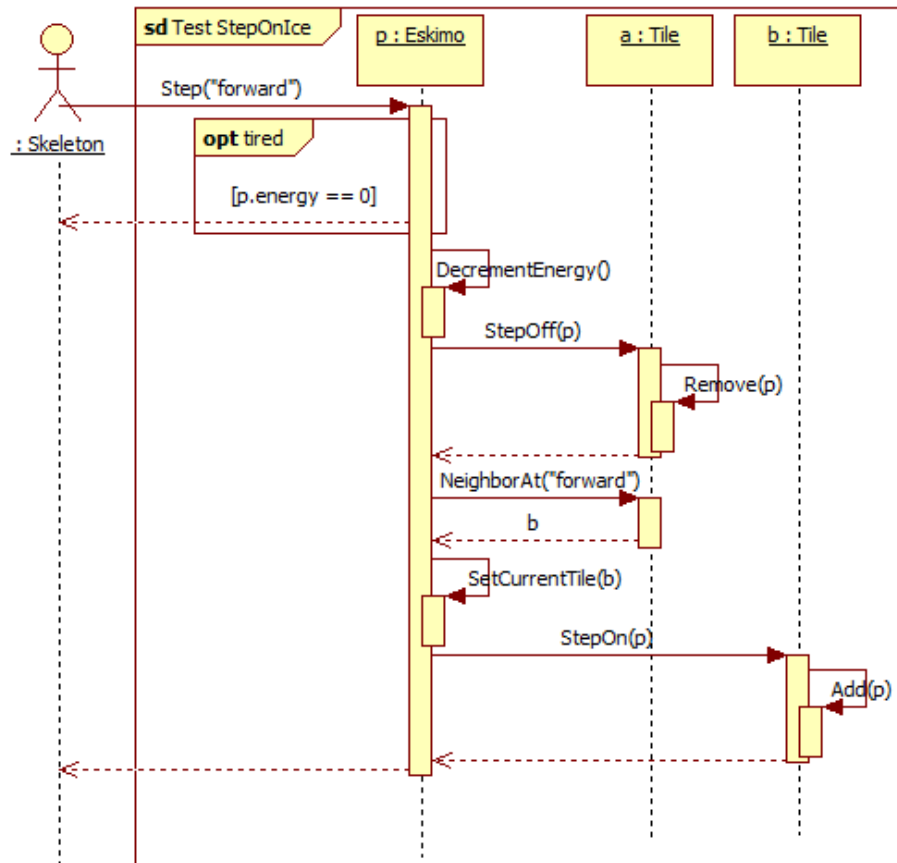 sd Test StepOnIce
p : Eskimo
a : Tile
b : Tile
Step("forward")
: Skeleton
opt tired
[p.energy == 0]
DecrementEnergy()
StepOff(p)
Remove(p)
NeighborAt("forward")
b
SetCurrentTile(b)
StepOn(p)
Add(p)